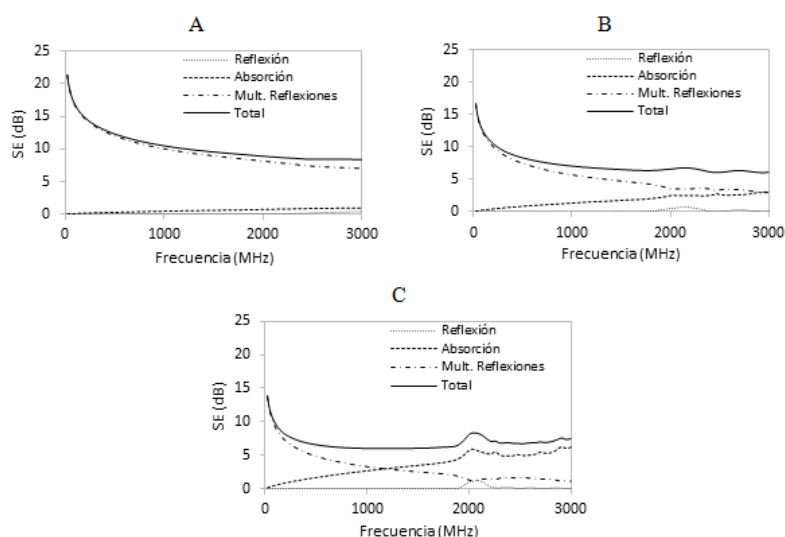 A
25
20
15
10
5
0
SE (dB)
Reflexión
Absorción
Mult. Reflexiones
Total
0 1000 2000 3000
Frecuencia (MHz)
B
25
20
15
10
5
0
SE (dB)
Reflexión
Absorción
Mult. Reflexiones
Total
0 1000 2000 3000
Frecuencia (MHz)
C
25
20
15
10
5
0
SE (dB)
Reflexión
Absorción
Mult. Reflexiones
Total
0 1000 2000 3000
Frecuencia (MHz)